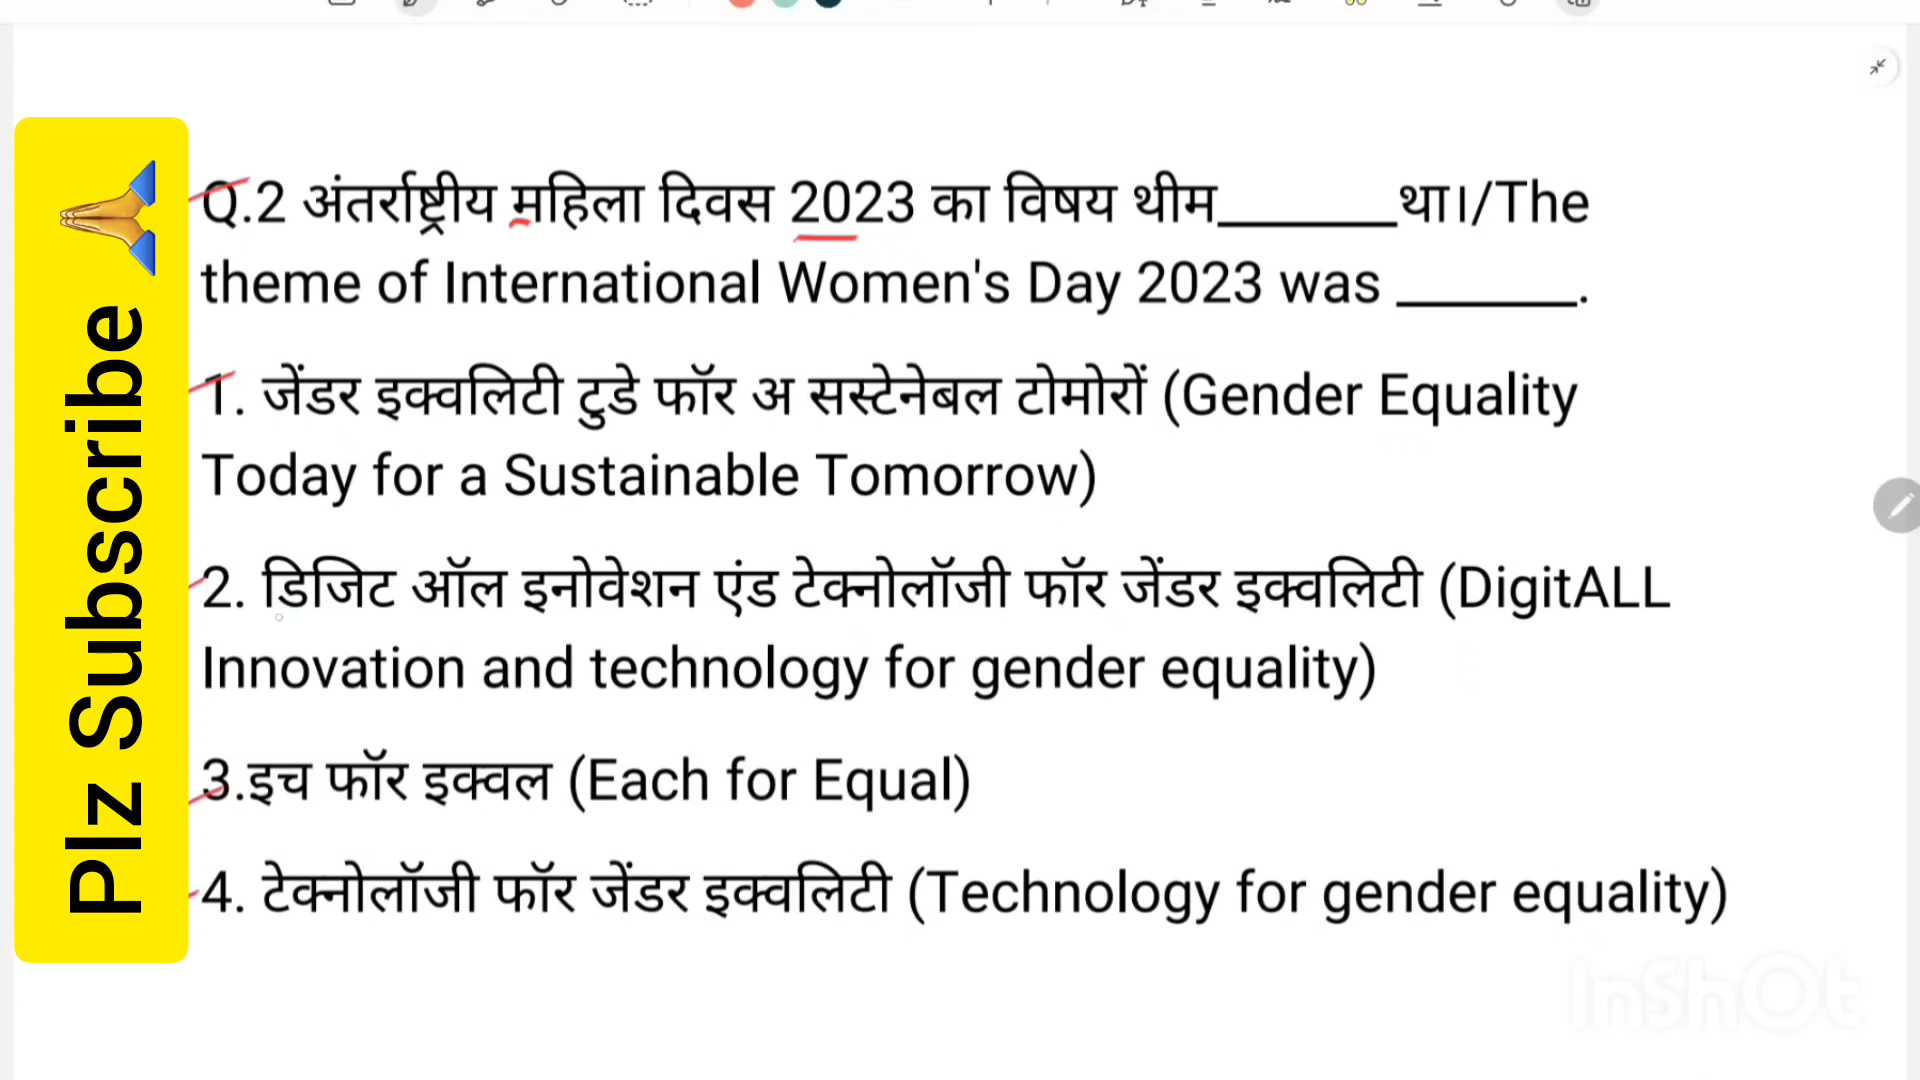 Plz Subscribe 🙏
Q.2 अंतर्राष्ट्रीय महिला दिवस 2023 का विषय थीम_______था।/The
theme of International Women's Day 2023 was _______.
1. जेंडर इक्वलिटी टुडे फॉर अ सस्टेनेबल टोमोरों (Gender Equality
Today for a Sustainable Tomorrow)
2. डिजिट ऑल इनोवेशन एंड टेक्नोलॉजी फॉर जेंडर इक्वलिटी (DigitALL
Innovation and technology for gender equality)
3.इच फॉर इक्वल (Each for Equal)
4. टेक्नोलॉजी फॉर जेंडर इक्वलिटी (Technology for gender equality)
InShOt